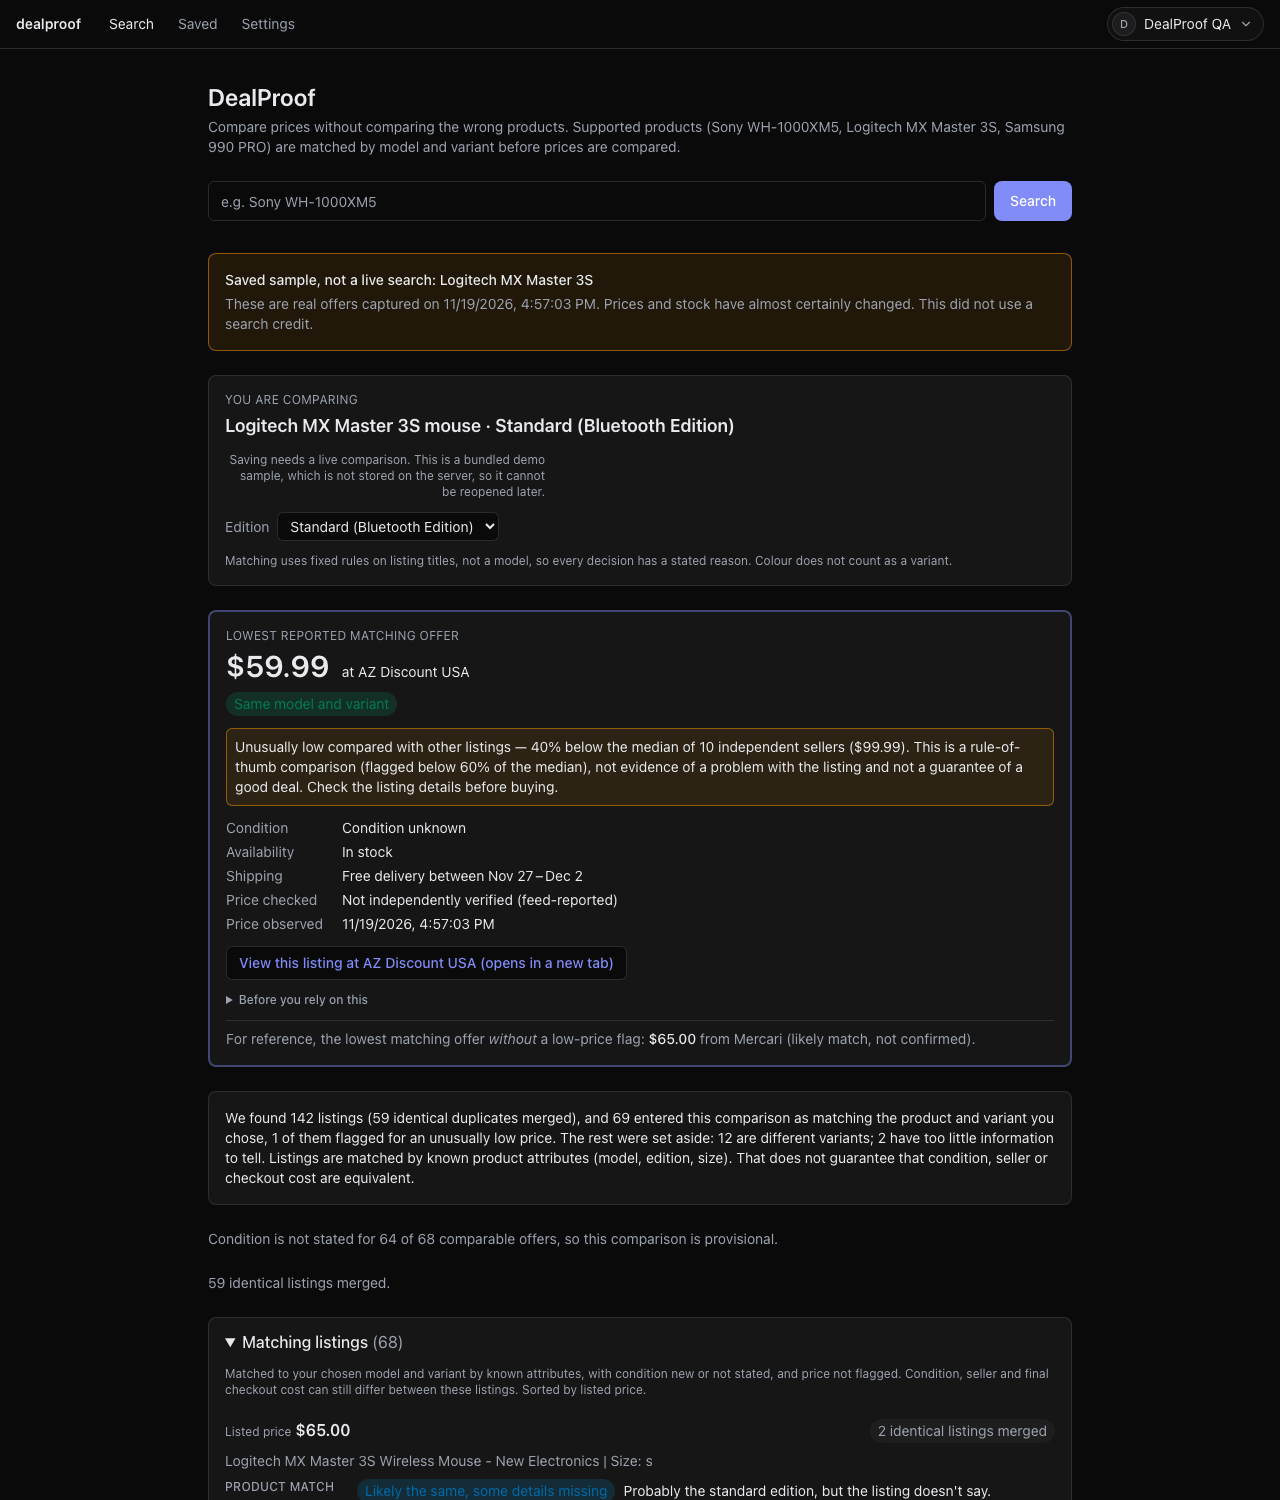 dealproof Search Saved Settings D DealProof QA
DealProof
Compare prices without comparing the wrong products. Supported products (Sony WH-1000XM5, Logitech MX Master 3S, Samsung
990 PRO) are matched by model and variant before prices are compared.
e.g. Sony WH-1000XM5 Search
Saved sample, not a live search: Logitech MX Master 3S
These are real offers captured on 11/19/2026, 4:57:03 PM. Prices and stock have almost certainly changed. This did not use a
search credit.
YOU ARE COMPARING
Logitech MX Master 3S mouse · Standard (Bluetooth Edition)
Saving needs a live comparison. This is a bundled demo
sample, which is not stored on the server, so it cannot
be reopened later.
Edition Standard (Bluetooth Edition)
Matching uses fixed rules on listing titles, not a model, so every decision has a stated reason. Colour does not count as a variant.
LOWEST REPORTED MATCHING OFFER
$59.99 at AZ Discount USA
Same model and variant
Unusually low compared with other listings — 40% below the median of 10 independent sellers ($99.99). This is a rule-of-
thumb comparison (flagged below 60% of the median), not evidence of a problem with the listing and not a guarantee of a
good deal. Check the listing details before buying.
Condition Condition unknown
Availability In stock
Shipping Free delivery between Nov 27 – Dec 2
Price checked Not independently verified (feed-reported)
Price observed 11/19/2026, 4:57:03 PM
View this listing at AZ Discount USA (opens in a new tab)
Before you rely on this
For reference, the lowest matching offer without a low-price flag: $65.00 from Mercari (likely match, not confirmed).
We found 142 listings (59 identical duplicates merged), and 69 entered this comparison as matching the product and variant you
chose, 1 of them flagged for an unusually low price. The rest were set aside: 12 are different variants; 2 have too little information
to tell. Listings are matched by known product attributes (model, edition, size). That does not guarantee that condition, seller or
checkout cost are equivalent.
Condition is not stated for 64 of 68 comparable offers, so this comparison is provisional.
59 identical listings merged.
Matching listings (68)
Matched to your chosen model and variant by known attributes, with condition new or not stated, and price not flagged. Condition, seller and final
checkout cost can still differ between these listings. Sorted by listed price.
Listed price $65.00 2 identical listings merged
Logitech MX Master 3S Wireless Mouse - New Electronics | Size: s
PRODUCT MATCH Likely the same, some details missing Probably the standard edition, but the listing doesn't say.